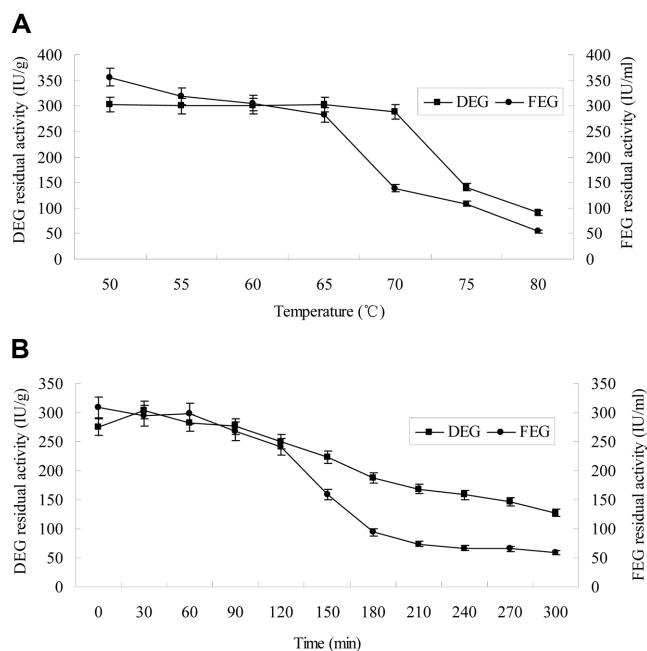 A
DEG residual activity (IU/g)
400
350
300
250
200
150
100
50
0
DEG FEG
400
350
300
250
200
150
100
50
0
FEG residual activity (IU/ml)
50 55 60 65 70 75 80
Temperature (℃)
B
DEG residual activity (IU/g)
350
300
250
200
150
100
50
0
DEG FEG
350
300
250
200
150
100
50
0
FEG residual activity (IU/ml)
0 30 60 90 120 150 180 210 240 270 300
Time (min)